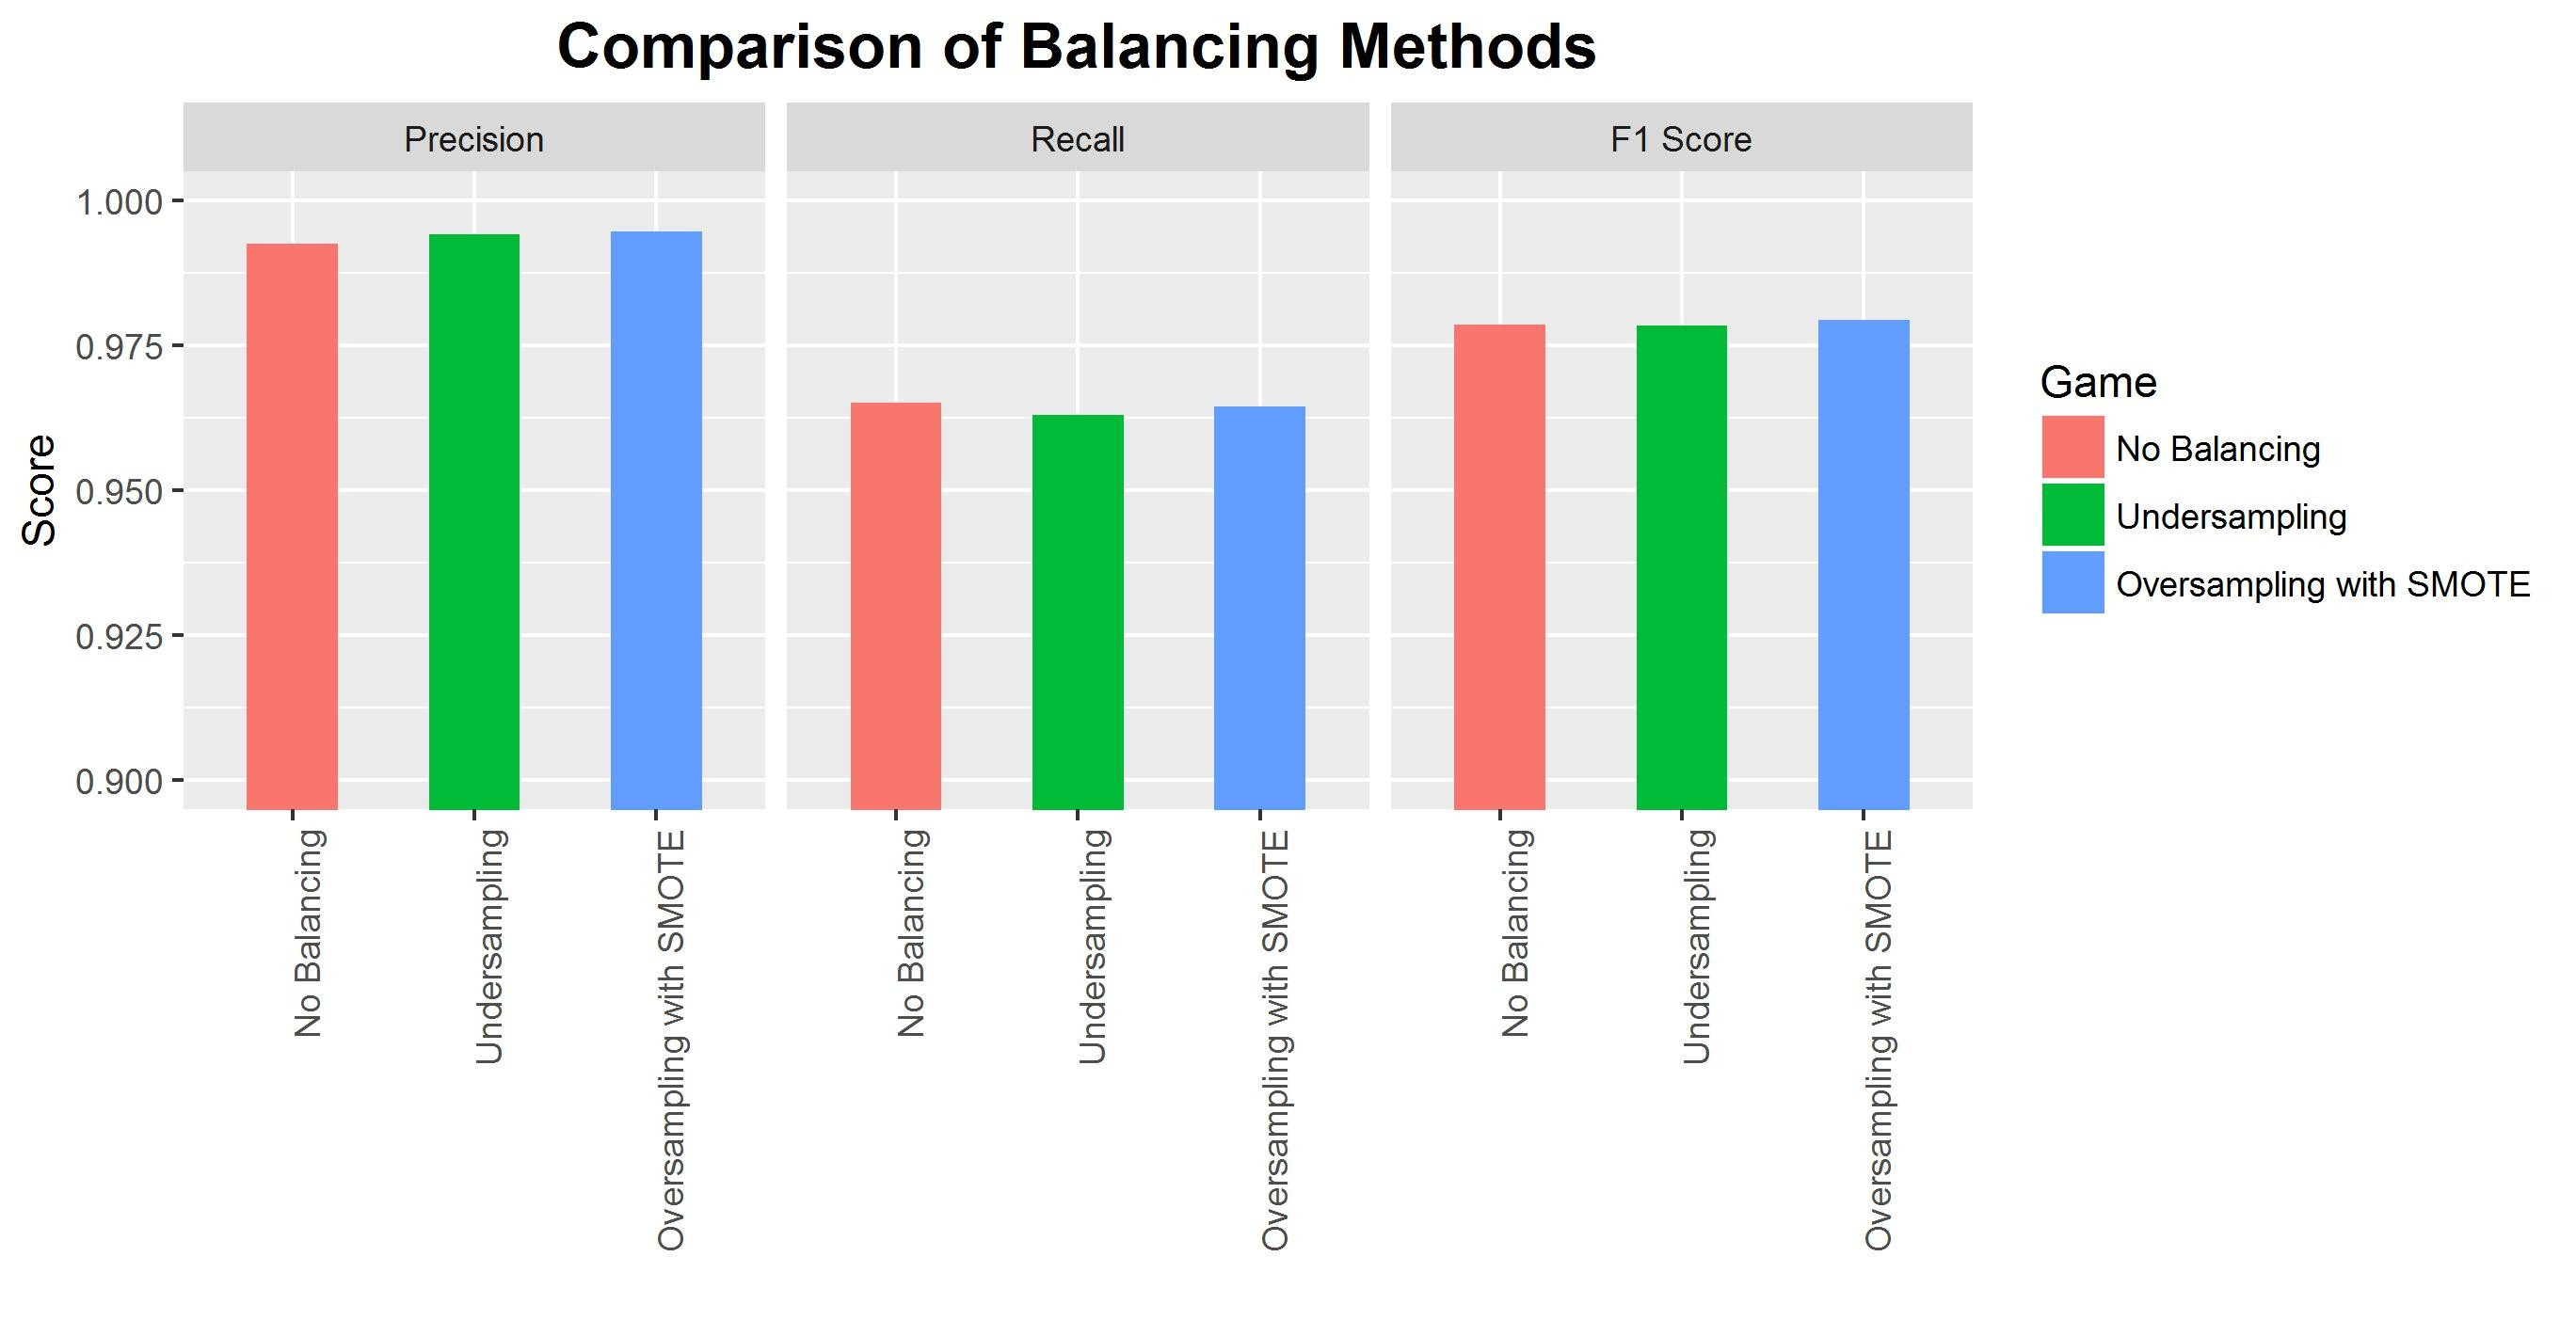 Comparison of Balancing Methods
Precision
Recall
F1 Score
Score
1.000
0.975
0.950
0.925
0.900
No Balancing
Undersampling
Oversampling with SMOTE
No Balancing
Undersampling
Oversampling with SMOTE
No Balancing
Undersampling
Oversampling with SMOTE
Game
No Balancing
Undersampling
Oversampling with SMOTE